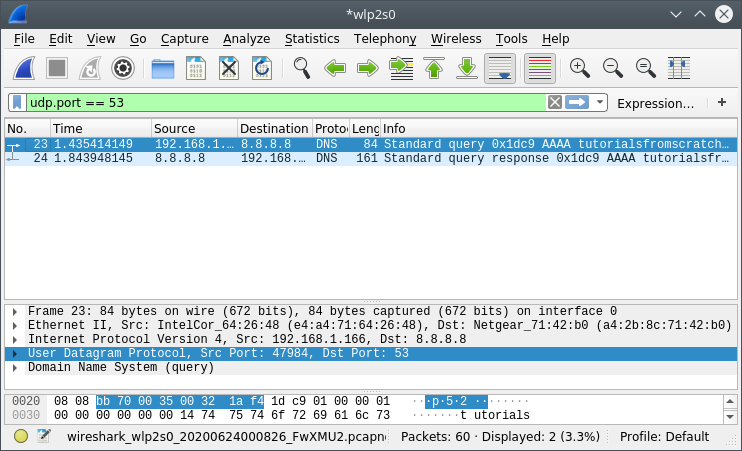 *wlp2s0
File Edit View Go Capture Analyze Statistics Telephony Wireless Tools Help
udp.port == 53 Expression... +
No. Time Source Destination Proto Leng Info
23 1.435414149 192.168.1.... 8.8.8.8 DNS 84 Standard query 0x1dc9 AAAA tutorialsfromscratch...
24 1.843948145 8.8.8.8 192.168.... DNS 161 Standard query response 0x1dc9 AAAA tutorialsfr...
Frame 23: 84 bytes on wire (672 bits), 84 bytes captured (672 bits) on interface 0
Ethernet II, Src: IntelCor_64:26:48 (e4:a4:71:64:26:48), Dst: Netgear_71:42:b0 (a4:2b:8c:71:42:b0)
Internet Protocol Version 4, Src: 192.168.1.166, Dst: 8.8.8.8
User Datagram Protocol, Src Port: 47984, Dst Port: 53
Domain Name System (query)
0020 08 08 bb 70 00 35 00 32 1a f4 1d c9 01 00 00 01 ···p·5·2 ········
0030 00 00 00 00 00 00 14 74 75 74 6f 72 69 61 6c 73 ·······t utorials
wireshark_wlp2s0_20200624000826_FwXMU2.pcapng Packets: 60 · Displayed: 2 (3.3%) Profile: Default